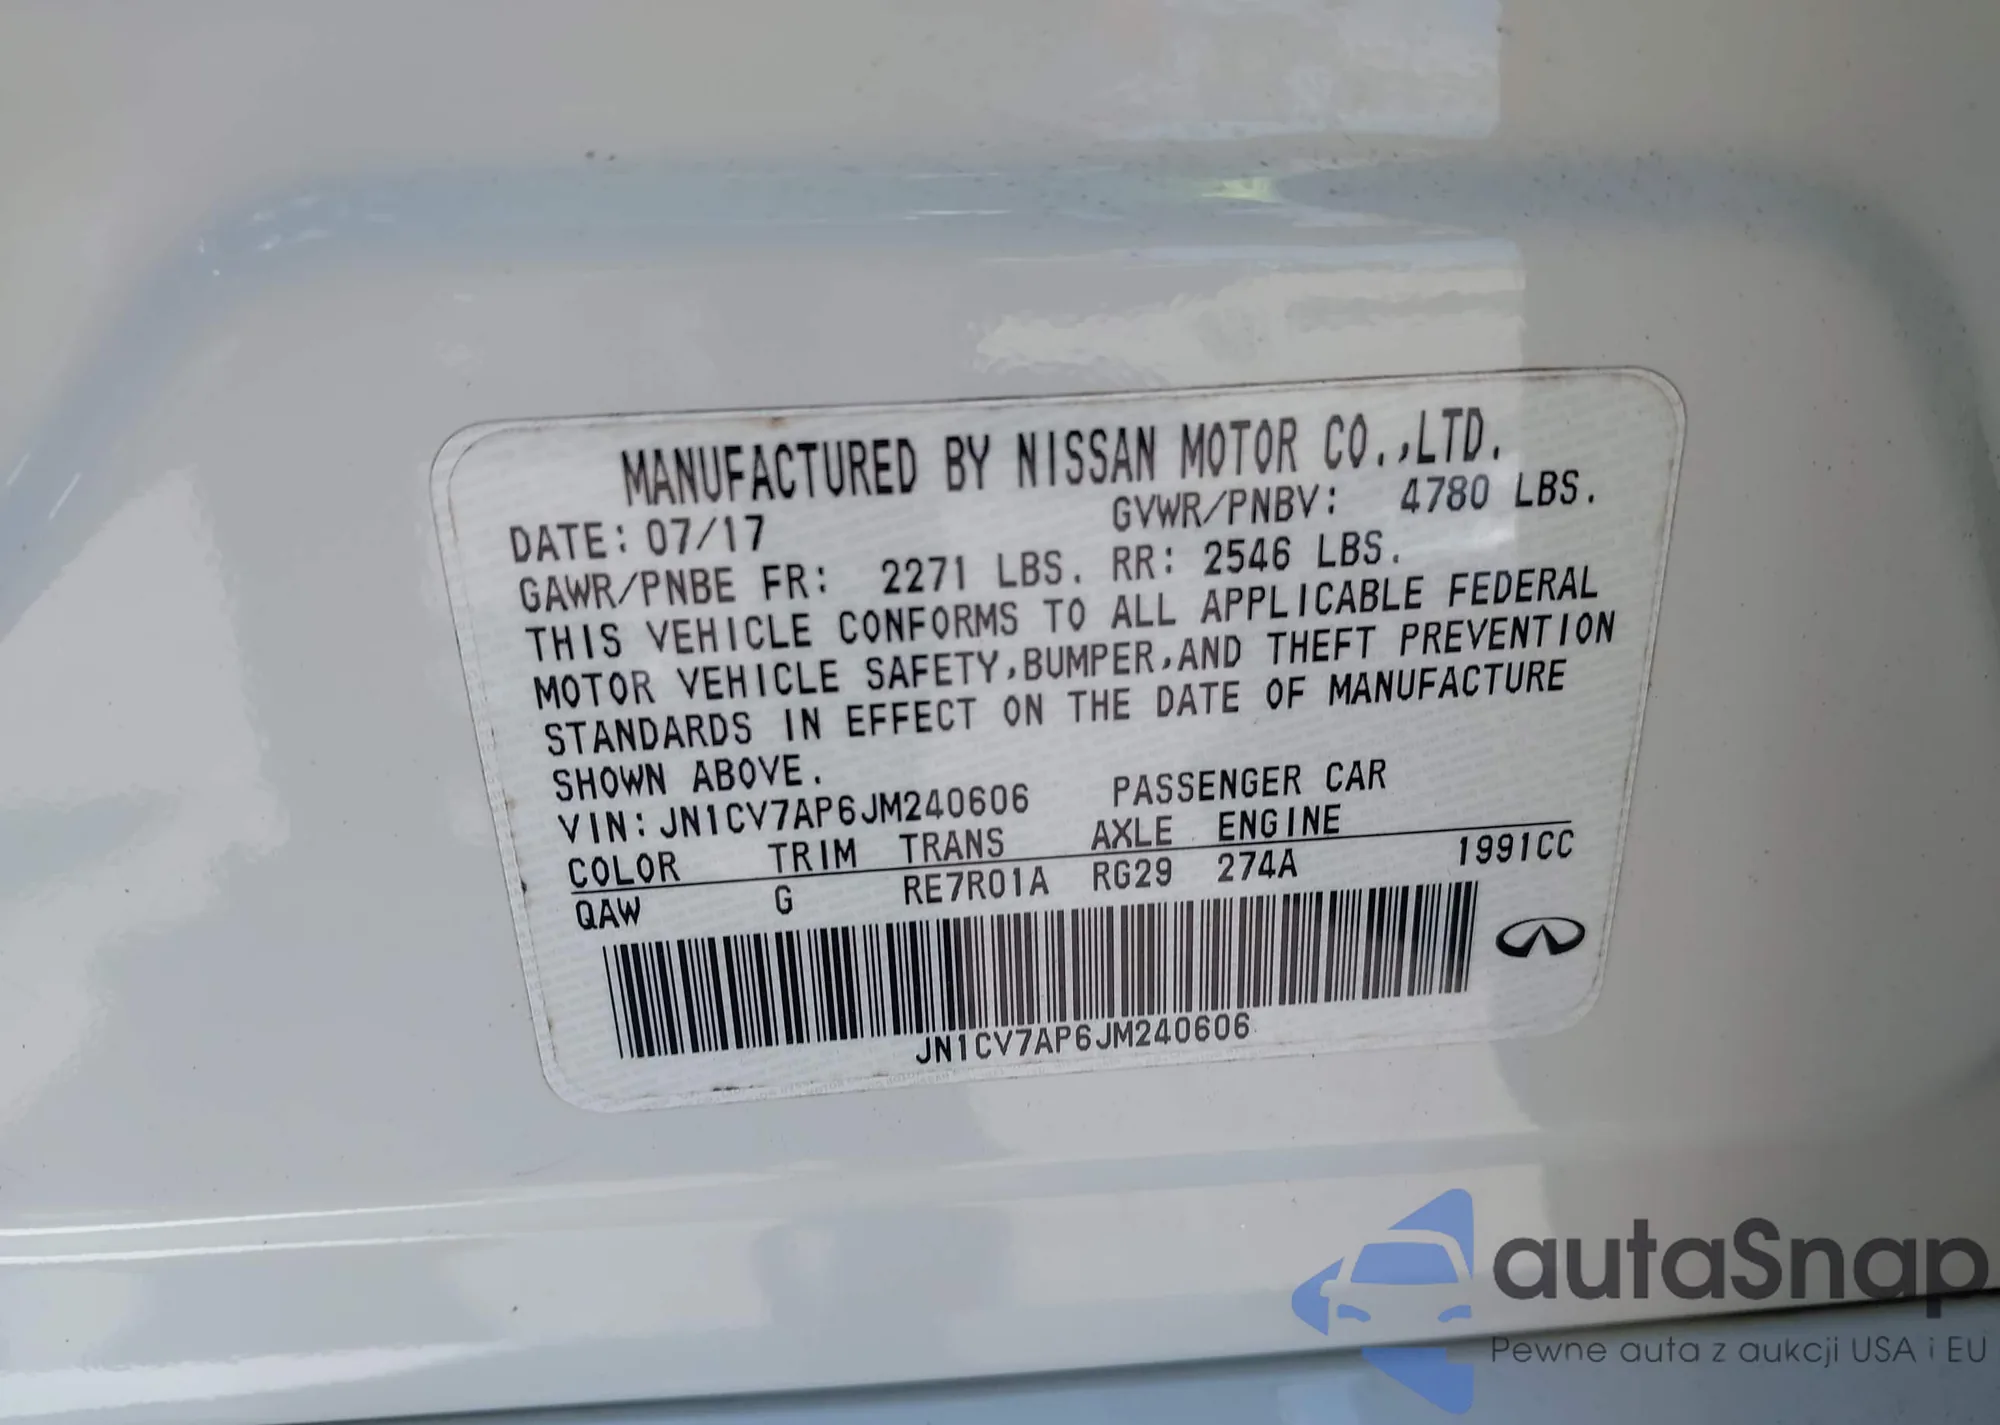 MANUFACTURED BY NISSAN MOTOR CO.,LTD.
DATE: 07/17 GVWR/PNBV: 4780 LBS.
GAWR/PNBE FR: 2271 LBS. RR: 2546 LBS.
THIS VEHICLE CONFORMS TO ALL APPLICABLE FEDERAL
MOTOR VEHICLE SAFETY,BUMPER,AND THEFT PREVENTION
STANDARDS IN EFFECT ON THE DATE OF MANUFACTURE
SHOWN ABOVE.
VIN: JN1CV7AP6JM240606 PASSENGER CAR
COLOR TRIM TRANS AXLE ENGINE
QAW G RE7R01A RG29 274A 1991CC
JN1CV7AP6JM240606
autaSnap
Pewne auta z aukcji USA i EU